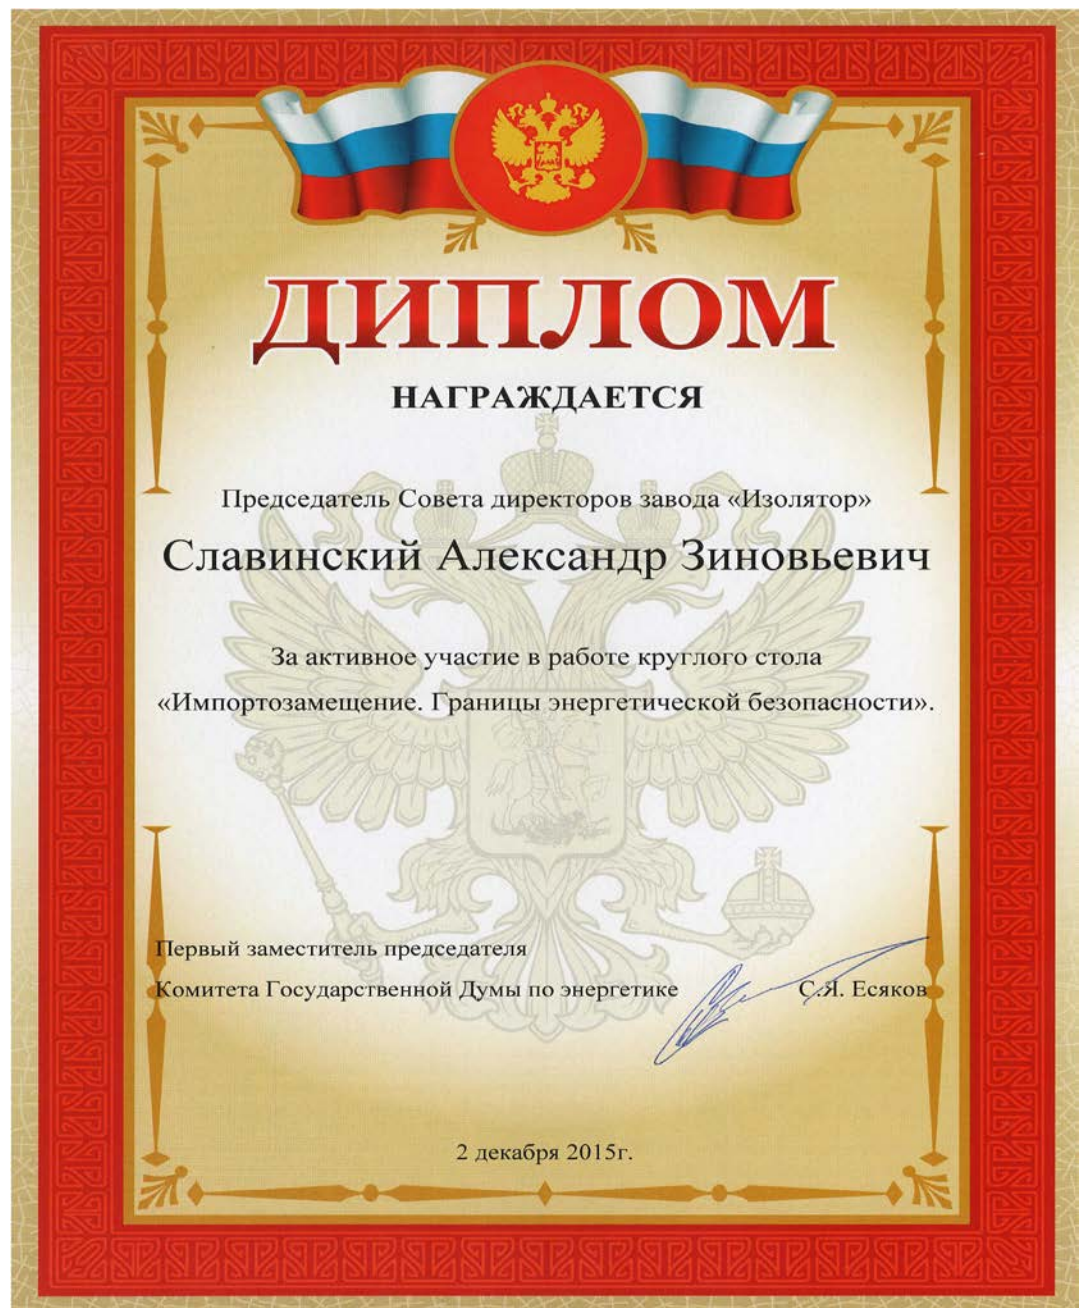 ДИПЛОМ
НАГРАЖДАЕТСЯ
Председатель Совета директоров завода «Изолятор»
Славинский Александр Зиновьевич
За активное участие в работе круглого стола
«Импортозамещение. Границы энергетической безопасности».
Первый заместитель председателя
Комитета Государственной Думы по энергетике С.Я. Есяков
2 декабря 2015г.